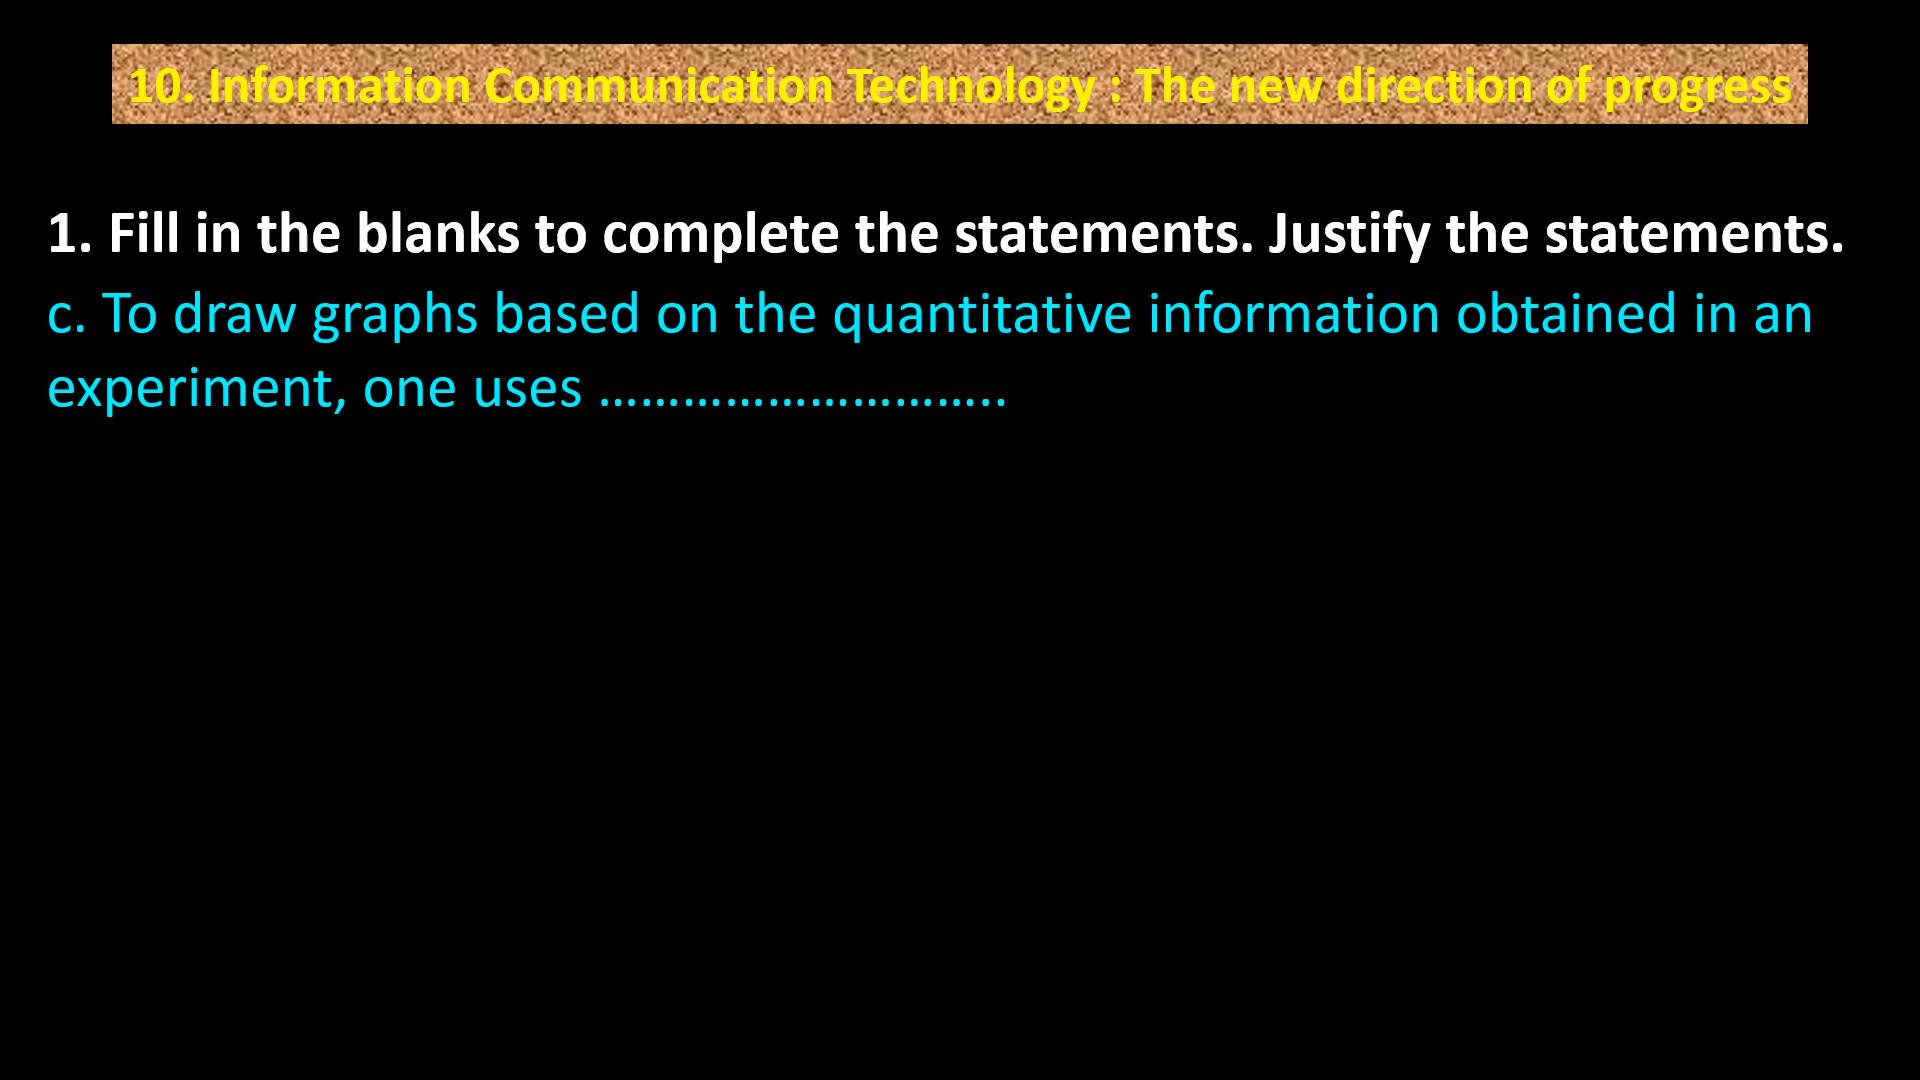 10. Information Communication Technology : The new direction of progress
1. Fill in the blanks to complete the statements. Justify the statements.
c. To draw graphs based on the quantitative information obtained in an
experiment, one uses ………………………..